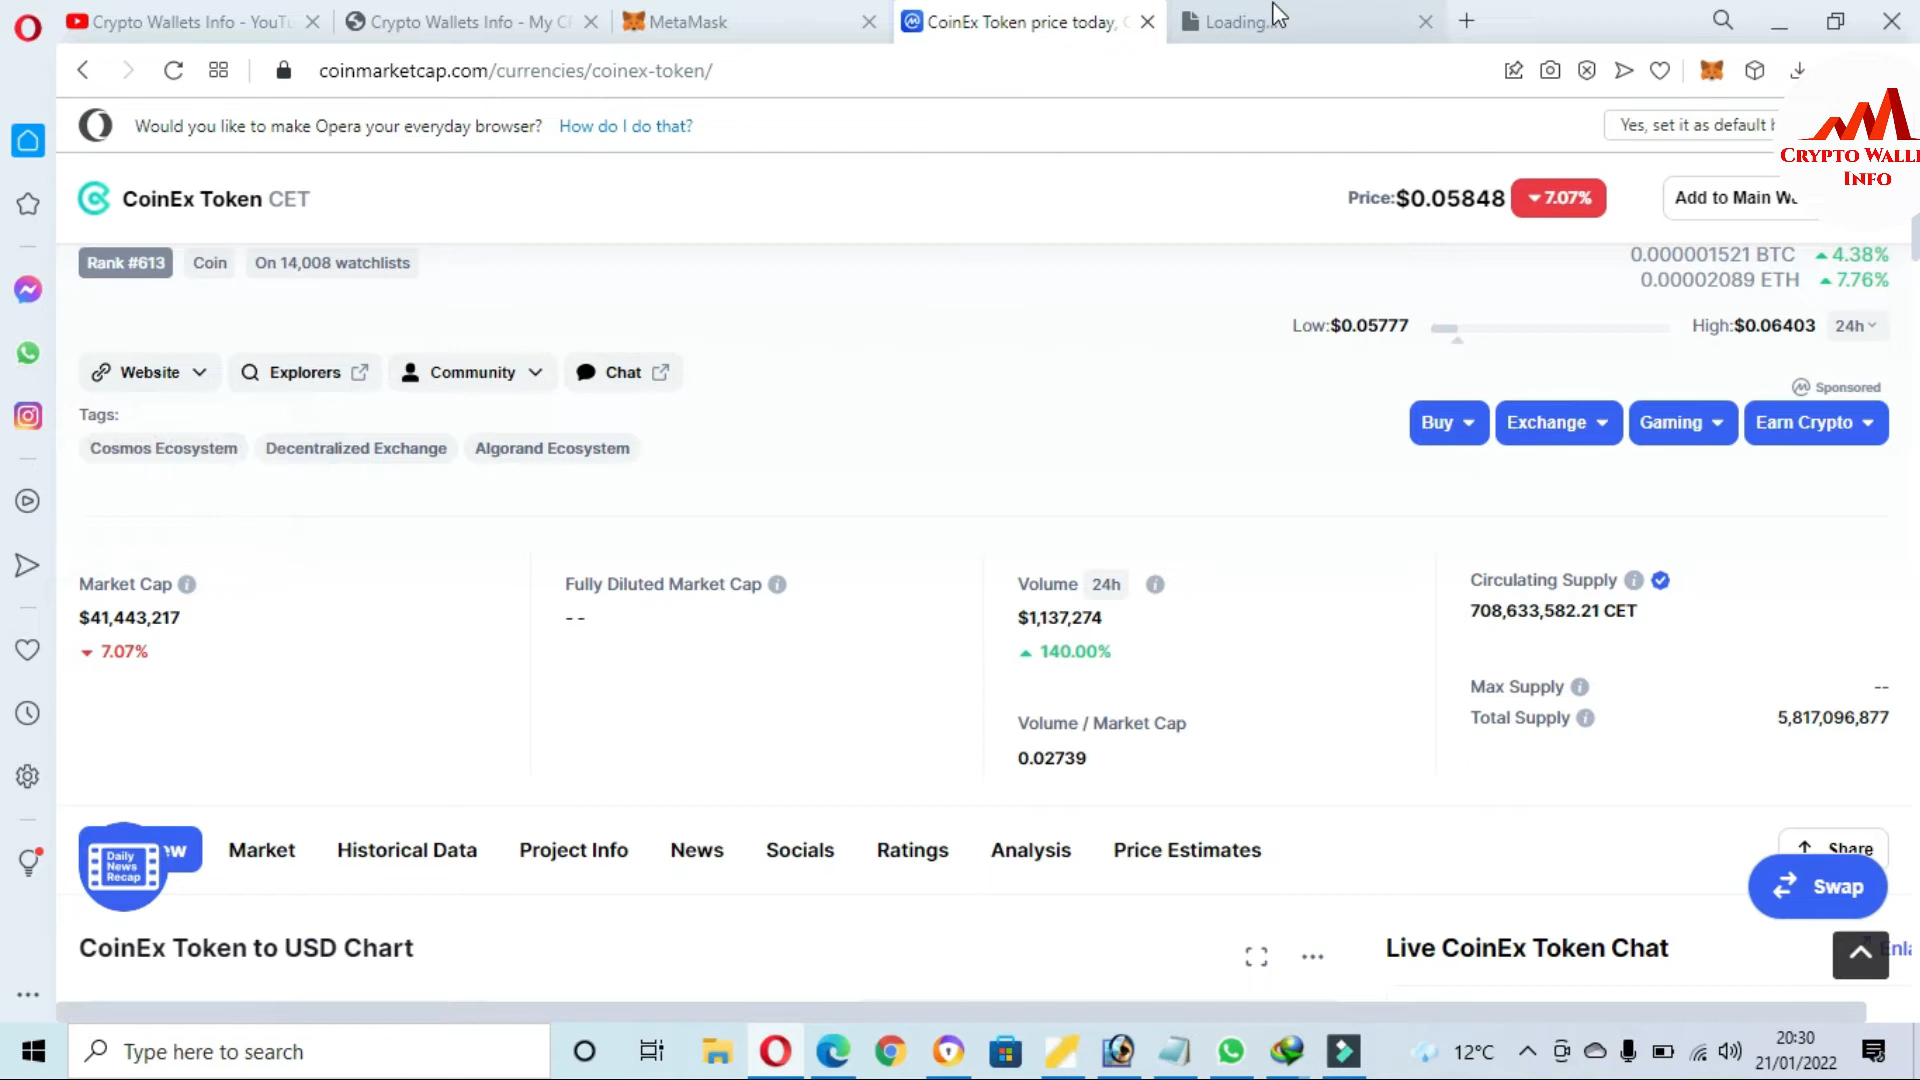 Crypto Wallets Info - YouTu
Crypto Wallets Info - My Cr
MetaMask
CoinEx Token price today, C
Loading...
coinmarketcap.com/currencies/coinex-token/
Would you like to make Opera your everyday browser? How do I do that?
Yes, set it as default b
CRYPTO WALLE
INFO
CoinEx Token CET
Price:$0.05848
7.07%
Add to Main Wa
Rank #613
Coin
On 14,008 watchlists
0.000001521 BTC 4.38%
0.00002089 ETH 7.76%
Low:$0.05777
High:$0.06403
24h
Website
Explorers
Community
Chat
Sponsored
Tags:
Buy
Exchange
Gaming
Earn Crypto
Cosmos Ecosystem
Decentralized Exchange
Algorand Ecosystem
Market Cap
$41,443,217
7.07%
Fully Diluted Market Cap
- -
Volume 24h
$1,137,274
140.00%
Volume / Market Cap
0.02739
Circulating Supply
708,633,582.21 CET
Max Supply --
Total Supply 5,817,096,877
Daily
News
Recap
Market
Historical Data
Project Info
News
Socials
Ratings
Analysis
Price Estimates
Share
Swap
CoinEx Token to USD Chart
Live CoinEx Token Chat
Enla
Type here to search
12°C
20:30
21/01/2022